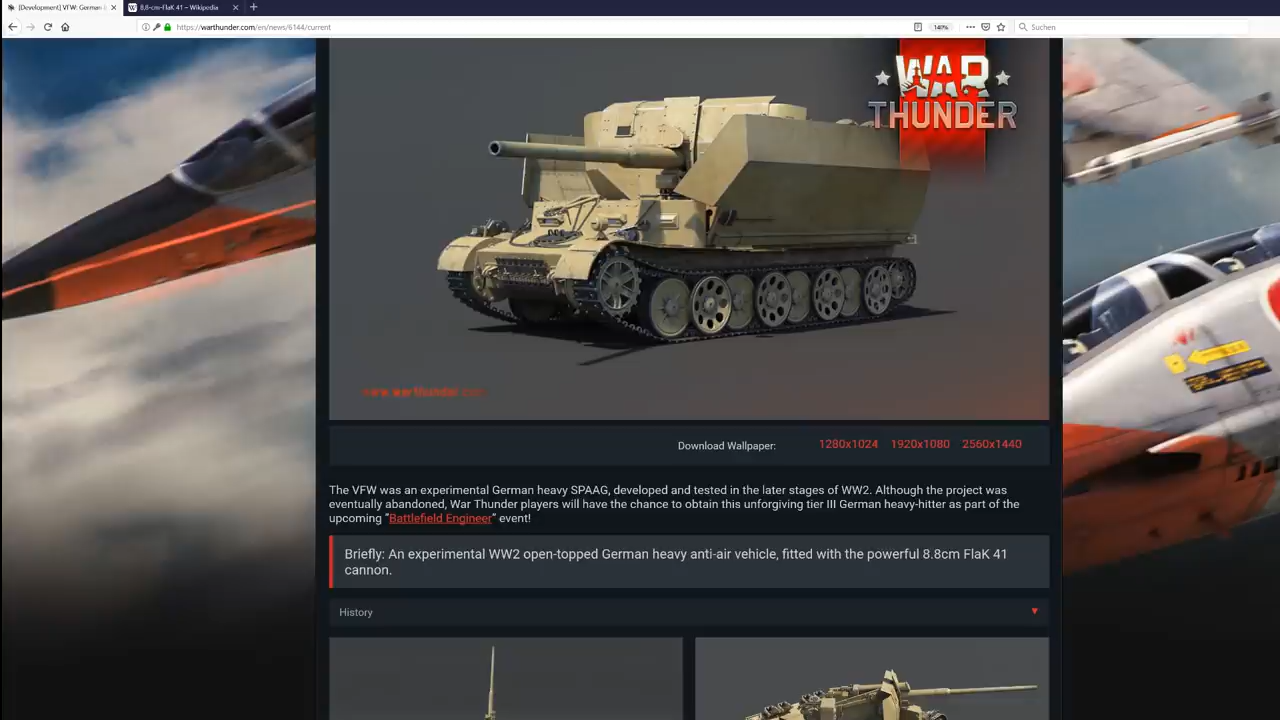 [Development] VFW: German
8,8-cm-FlaK 41 – Wikipedia
https://warthunder.com/en/news/6144/current
140%
Suchen
WAR
THUNDER
www.warthunder.com
Download Wallpaper:
1280x1024
1920x1080
2560x1440
The VFW was an experimental German heavy SPAAG, developed and tested in the later stages of WW2. Although the project was
eventually abandoned, War Thunder players will have the chance to obtain this unforgiving tier III German heavy-hitter as part of the
upcoming "Battlefield Engineer" event!
Briefly: An experimental WW2 open-topped German heavy anti-air vehicle, fitted with the powerful 8.8cm FlaK 41
cannon.
History